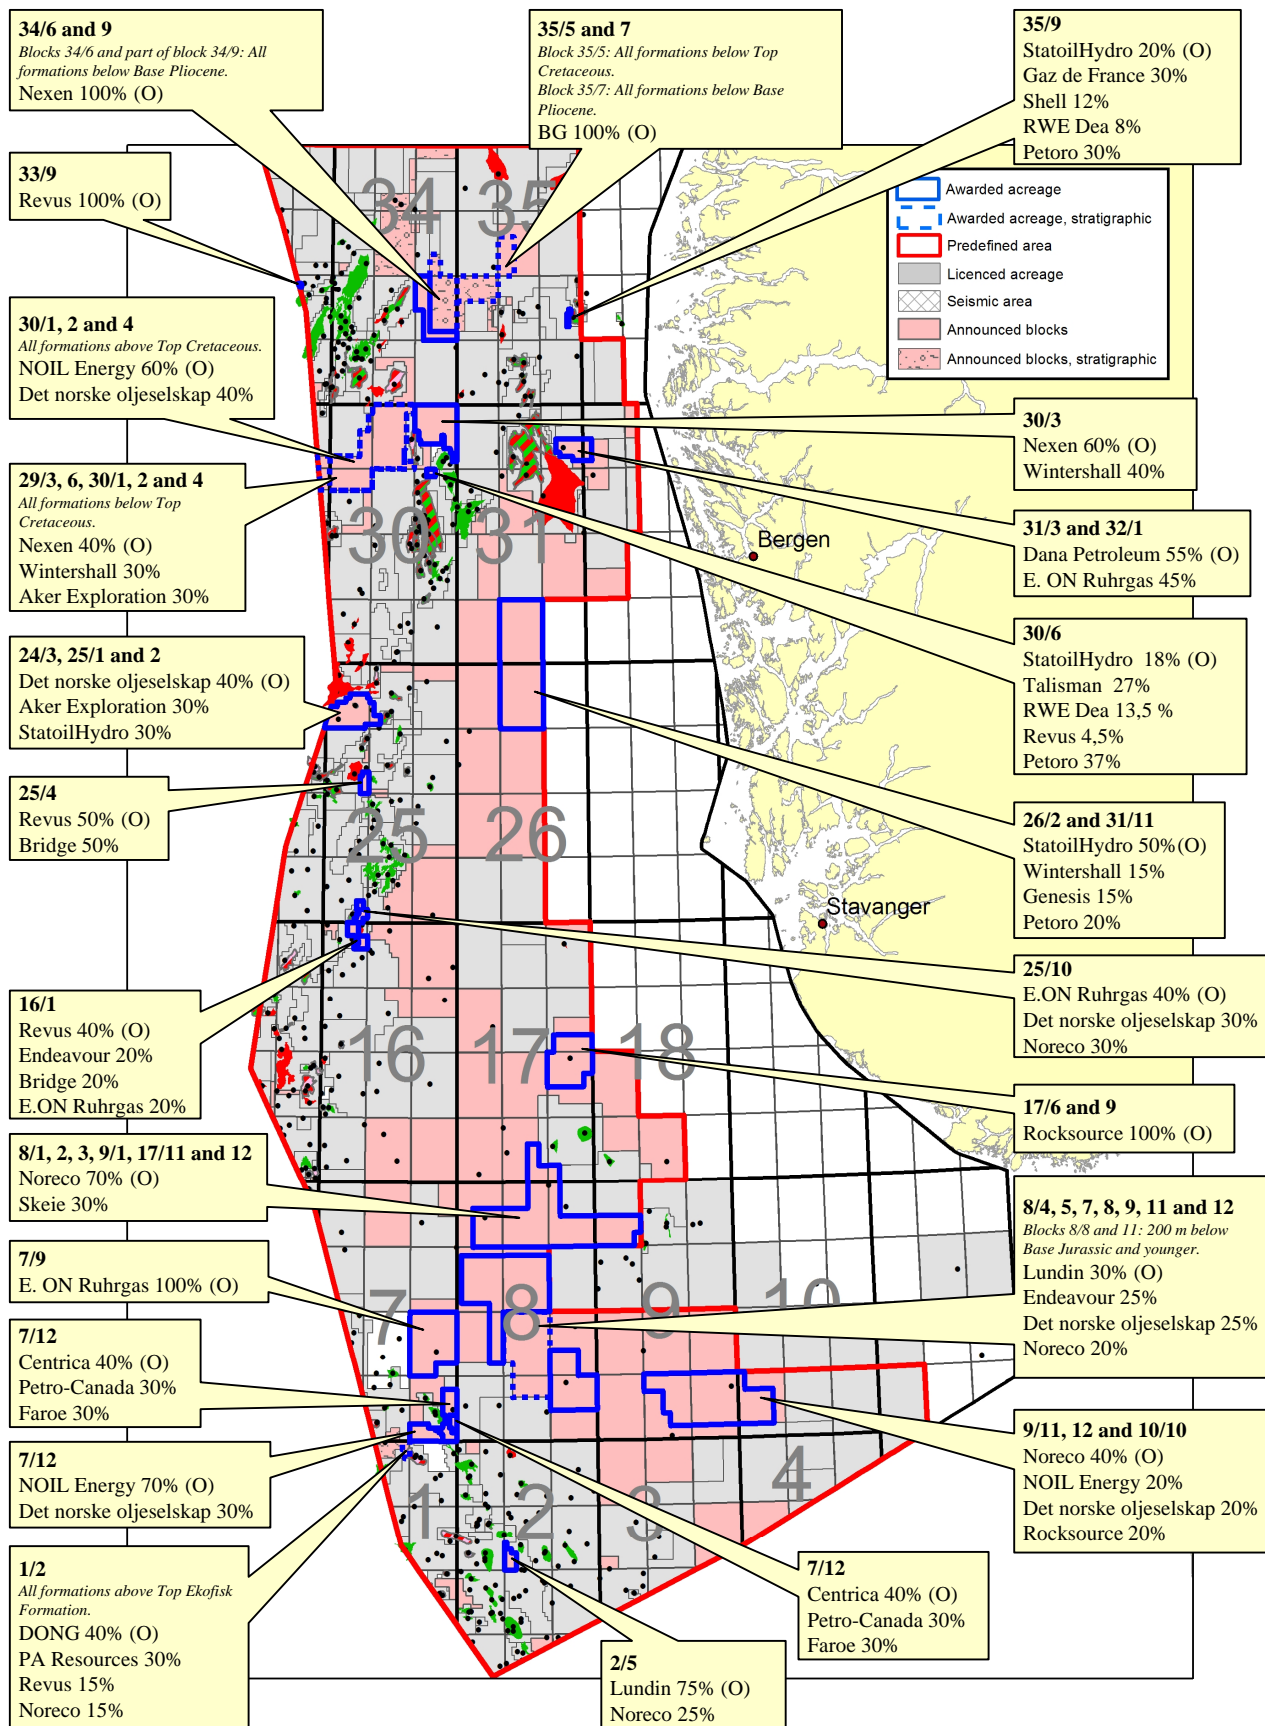 34/6 and 9
Blocks 34/6 and part of block 34/9: All
formations below Base Pliocene.
Nexen 100% (O)
35/5 and 7
Block 35/5: All formations below Top
Cretaceous.
Block 35/7: All formations below Base
Pliocene.
BG 100% (O)
35/9
StatoilHydro 20% (O)
Gaz de France 30%
Shell 12%
RWE Dea 8%
Petoro 30%
33/9
Revus 100% (O)
Awarded acreage
Awarded acreage, stratigraphic
Predefined area
Licenced acreage
Seismic area
Announced blocks
Announced blocks, stratigraphic
34
35
30/1, 2 and 4
All formations above Top Cretaceous.
NOIL Energy 60% (O)
Det norske oljeselskap 40%
30/3
Nexen 60% (O)
Wintershall 40%
29/3, 6, 30/1, 2 and 4
All formations below Top
Cretaceous.
Nexen 40% (O)
Wintershall 30%
Aker Exploration 30%
30
31
Bergen
31/3 and 32/1
Dana Petroleum 55% (O)
E. ON Ruhrgas 45%
24/3, 25/1 and 2
Det norske oljeselskap 40% (O)
Aker Exploration 30%
StatoilHydro 30%
30/6
StatoilHydro 18% (O)
Talisman 27%
RWE Dea 13,5 %
Revus 4,5%
Petoro 37%
25/4
Revus 50% (O)
Bridge 50%
25
26
26/2 and 31/11
StatoilHydro 50%(O)
Wintershall 15%
Genesis 15%
Petoro 20%
Stavanger
25/10
E.ON Ruhrgas 40% (O)
Det norske oljeselskap 30%
Noreco 30%
16/1
Revus 40% (O)
Endeavour 20%
Bridge 20%
E.ON Ruhrgas 20%
16
17
18
17/6 and 9
Rocksource 100% (O)
8/1, 2, 3, 9/1, 17/11 and 12
Noreco 70% (O)
Skeie 30%
8/4, 5, 7, 8, 9, 11 and 12
Blocks 8/8 and 11: 200 m below
Base Jurassic and younger.
Lundin 30% (O)
Endeavour 25%
Det norske oljeselskap 25%
Noreco 20%
7/9
E. ON Ruhrgas 100% (O)
7
8
9
10
7/12
Centrica 40% (O)
Petro-Canada 30%
Faroe 30%
9/11, 12 and 10/10
Noreco 40% (O)
NOIL Energy 20%
Det norske oljeselskap 20%
Rocksource 20%
7/12
NOIL Energy 70% (O)
Det norske oljeselskap 30%
1
2
3
4
1/2
All formations above Top Ekofisk
Formation.
DONG 40% (O)
PA Resources 30%
Revus 15%
Noreco 15%
7/12
Centrica 40% (O)
Petro-Canada 30%
Faroe 30%
2/5
Lundin 75% (O)
Noreco 25%